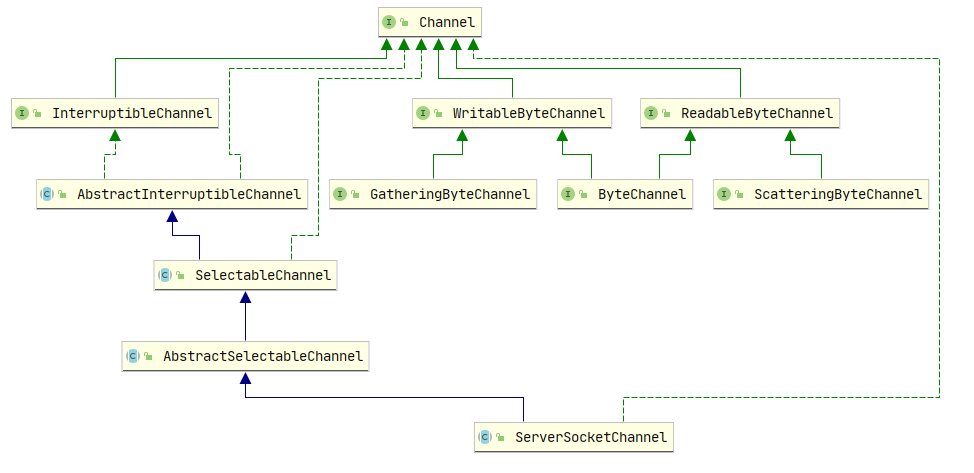 I Channel
I InterruptibleChannel
I WritableByteChannel
I ReadableByteChannel
C AbstractInterruptibleChannel
I GatheringByteChannel
I ByteChannel
I ScatteringByteChannel
C SelectableChannel
C AbstractSelectableChannel
C ServerSocketChannel